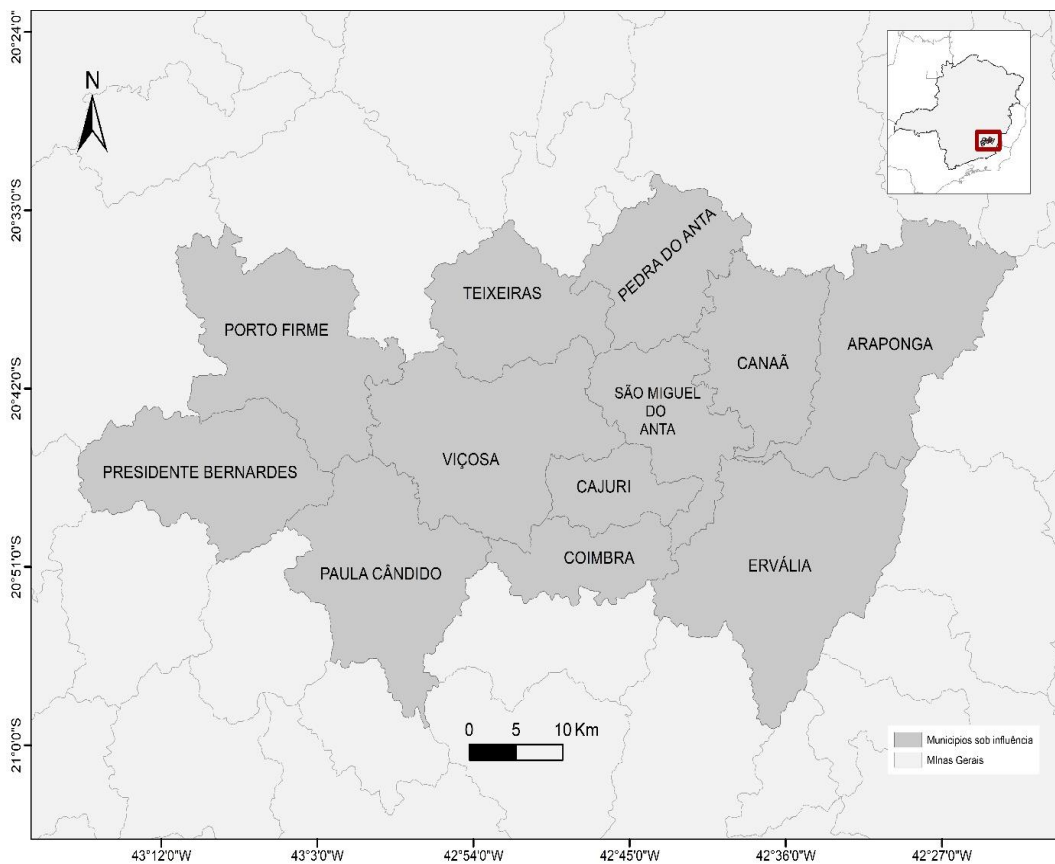 20°24'0"
20°33'0"S
20°42'0"S
20°51'0"S
21°0'0"S
N
PEDRA DO ANTA
TEIXEIRAS
PORTO FIRME
ARAPONGA
CANAÃ
SÃO MIGUEL
DO
ANTA
VIÇOSA
PRESIDENTE BERNARDES
CAJURI
COIMBRA
ERVÁLIA
PAULA CÂNDIDO
0 5 10 Km
Municipios sob influência
MInas Gerais
43°12'0"W 43°3'0"W 42°54'0"W 42°45'0"W 42°36'0"W 42°27'0"W